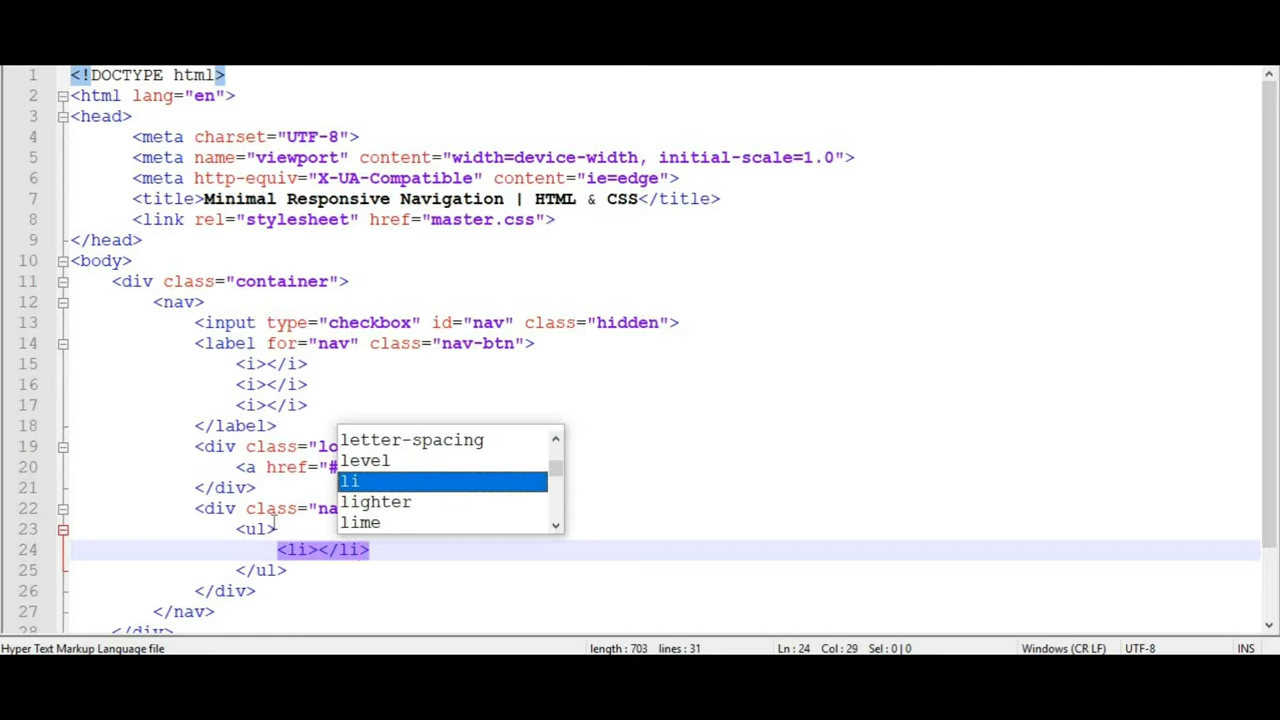 1 <!DOCTYPE html>
2 <html lang="en">
3 <head>
4 <meta charset="UTF-8">
5 <meta name="viewport" content="width=device-width, initial-scale=1.0">
6 <meta http-equiv="X-UA-Compatible" content="ie=edge">
7 <title>Minimal Responsive Navigation | HTML & CSS</title>
8 <link rel="stylesheet" href="master.css">
9 </head>
10 <body>
11 <div class="container">
12 <nav>
13 <input type="checkbox" id="nav" class="hidden">
14 <label for="nav" class="nav-btn">
15 <i></i>
16 <i></i>
17 <i></i>
18 </label>
19 <div class="lo
letter-spacing
level
li
lighter
lime
20 <a href="#
21 </div>
22 <div class="na
23 <ul>
24 <li></li>
25 </ul>
26 </div>
27 </nav>
28 </div>
Hyper Text Markup Language file length : 703 lines : 31 Ln : 24 Col : 29 Sel : 0 | 0 Windows (CR LF) UTF-8 INS